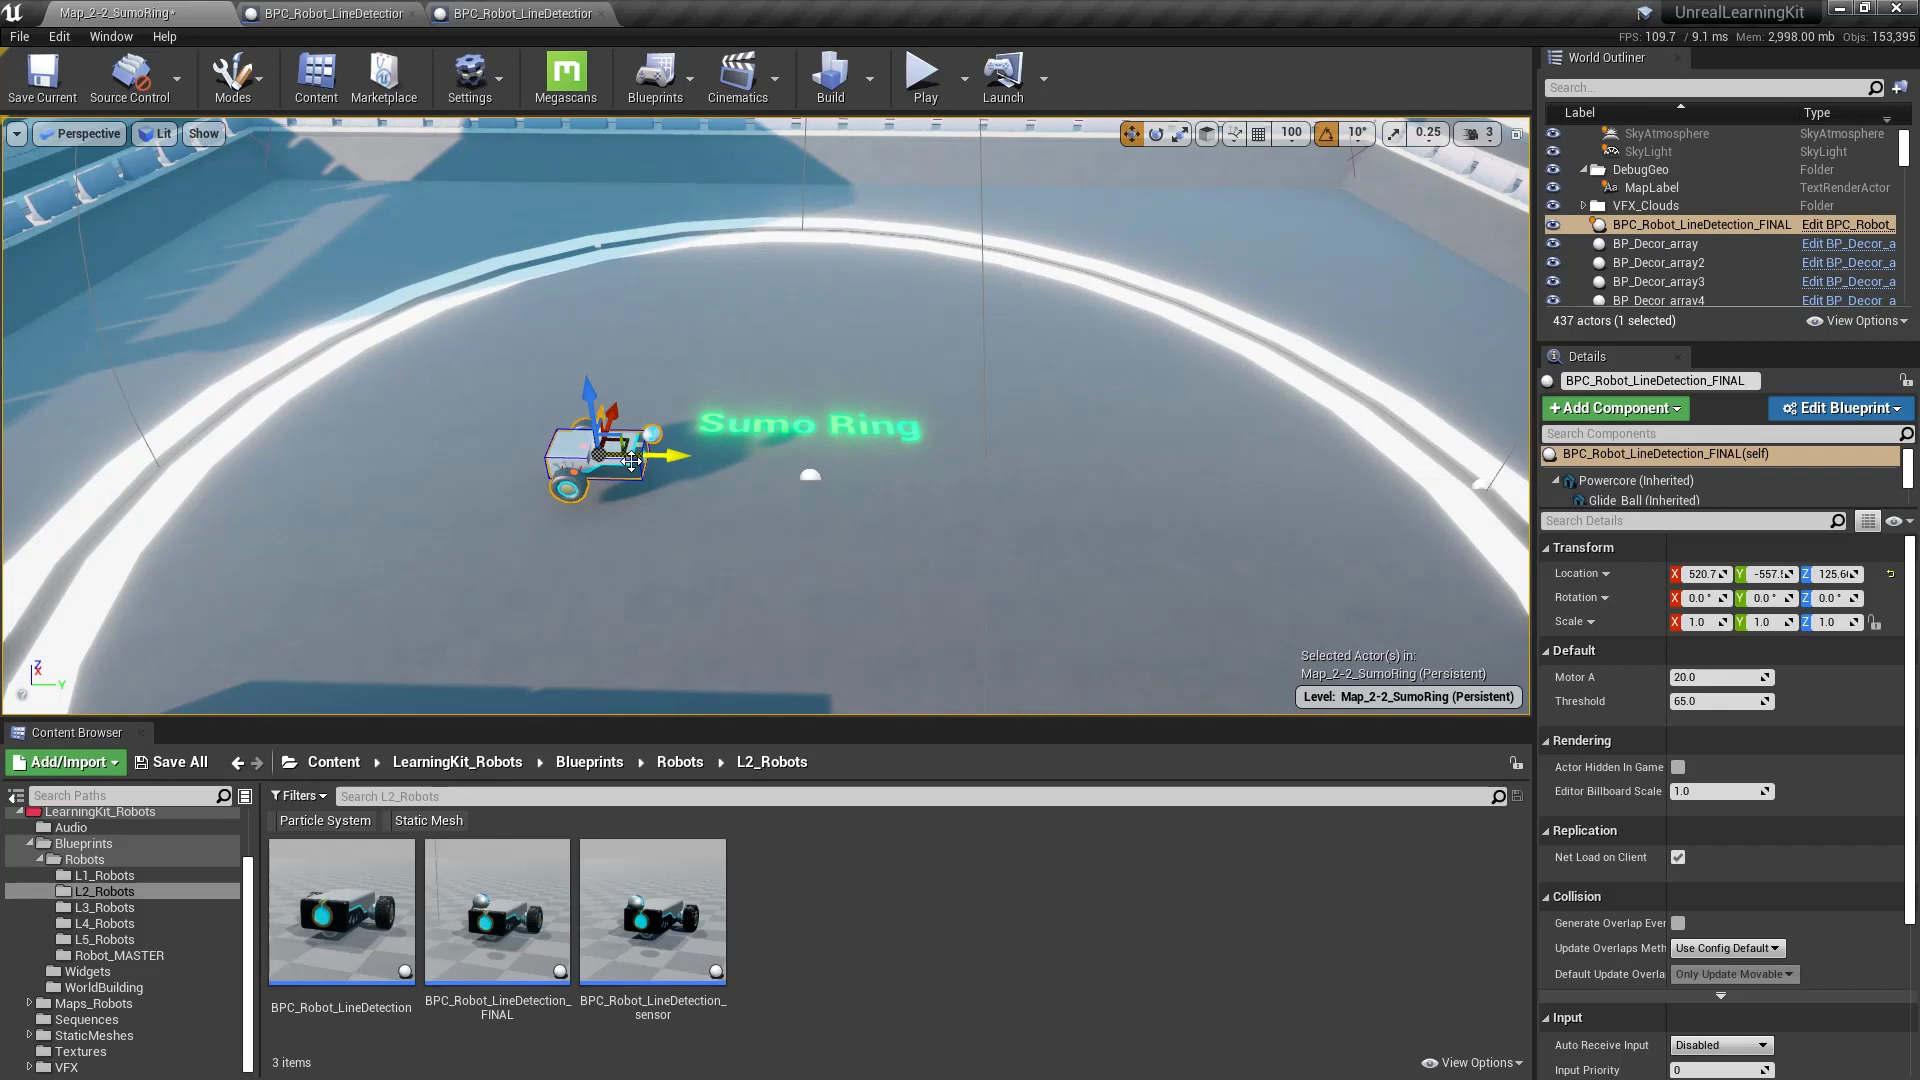 Map_2-2_SumoRing*
BPC_Robot_LineDetection
BPC_Robot_LineDetection
UnrealLearningKit
File Edit Window Help
FPS: 109.7 / 9.1 ms Mem: 2,998.00 mb Objs: 153,395
Save Current
Source Control
Modes
Content
Marketplace
Settings
Megascans
Blueprints
Cinematics
Build
Play
Launch
Perspective
Lit
Show
100
10°
0.25
3
Sumo Ring
Selected Actor(s) in:
Map_2-2_SumoRing (Persistent)
Level: Map_2-2_SumoRing (Persistent)
Z
X
Y
World Outliner
Search...
Label Type
SkyAtmosphere SkyAtmosphere
SkyLight SkyLight
DebugGeo Folder
MapLabel TextRenderActor
VFX_Clouds Folder
BPC_Robot_LineDetection_FINAL Edit BPC_Robot_
BP_Decor_array Edit BP_Decor_a
BP_Decor_array2 Edit BP_Decor_a
BP_Decor_array3 Edit BP_Decor_a
BP_Decor_array4 Edit BP_Decor_a
437 actors (1 selected)
View Options
Details
BPC_Robot_LineDetection_FINAL
+Add Component
Edit Blueprint
Search Components
BPC_Robot_LineDetection_FINAL(self)
Powercore (Inherited)
Glide_Ball (Inherited)
Search Details
Transform
Location X 520.7 Y -557.5 Z 125.6
Rotation X 0.0 ° Y 0.0 ° Z 0.0 °
Scale X 1.0 Y 1.0 Z 1.0
Default
Motor A 20.0
Threshold 65.0
Rendering
Actor Hidden In Game
Editor Billboard Scale 1.0
Replication
Net Load on Client
Collision
Generate Overlap Ever
Update Overlaps Meth Use Config Default
Default Update Overla Only Update Movable
Input
Auto Receive Input Disabled
Input Priority 0
Content Browser
Add/Import
Save All
Content LearningKit_Robots Blueprints Robots L2_Robots
Search Paths
LearningKit_Robots
Audio
Blueprints
Robots
L1_Robots
L2_Robots
L3_Robots
L4_Robots
L5_Robots
Robot_MASTER
Widgets
WorldBuilding
Maps_Robots
Sequences
StaticMeshes
Textures
VFX
Filters
Search L2_Robots
Particle System
Static Mesh
BPC_Robot_LineDetection
BPC_Robot_LineDetection_
FINAL
BPC_Robot_LineDetection_
sensor
3 items
View Options